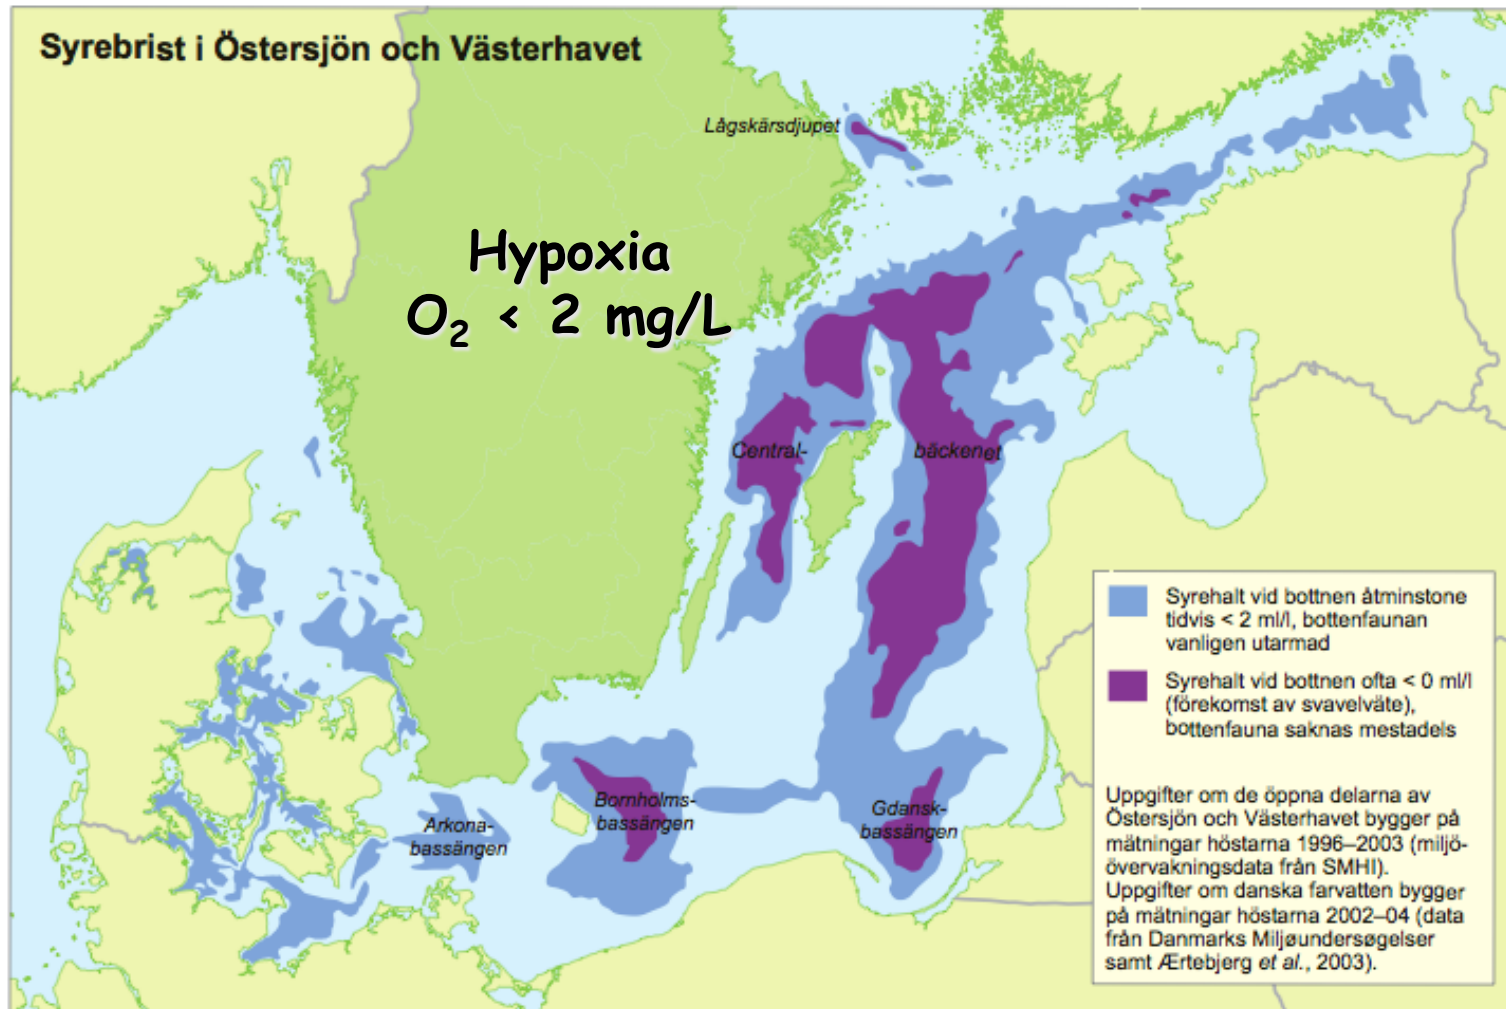 Syrebrist i Östersjön och Västerhavet
Lågskärsdjupet
Hypoxia
O₂ < 2 mg/L
Central-
bäckenet
Bornholms-
bassängen
Gdansk-
bassängen
Arkona-
bassängen
Syrehalt vid bottnen åtminstone
tidvis < 2 ml/l, bottenfaunan
vanligen utarmad
Syrehalt vid bottnen ofta < 0 ml/l
(förekomst av svavelväte),
bottenfauna saknas mestadels
Uppgifter om de öppna delarna av
Östersjön och Västerhavet bygger på
mätningar höstarna 1996–2003 (miljö-
övervakningsdata från SMHI).
Uppgifter om danska farvatten bygger
på mätningar höstarna 2002–04 (data
från Danmarks Miljøundersøgelser
samt Ærtebjerg et al., 2003).